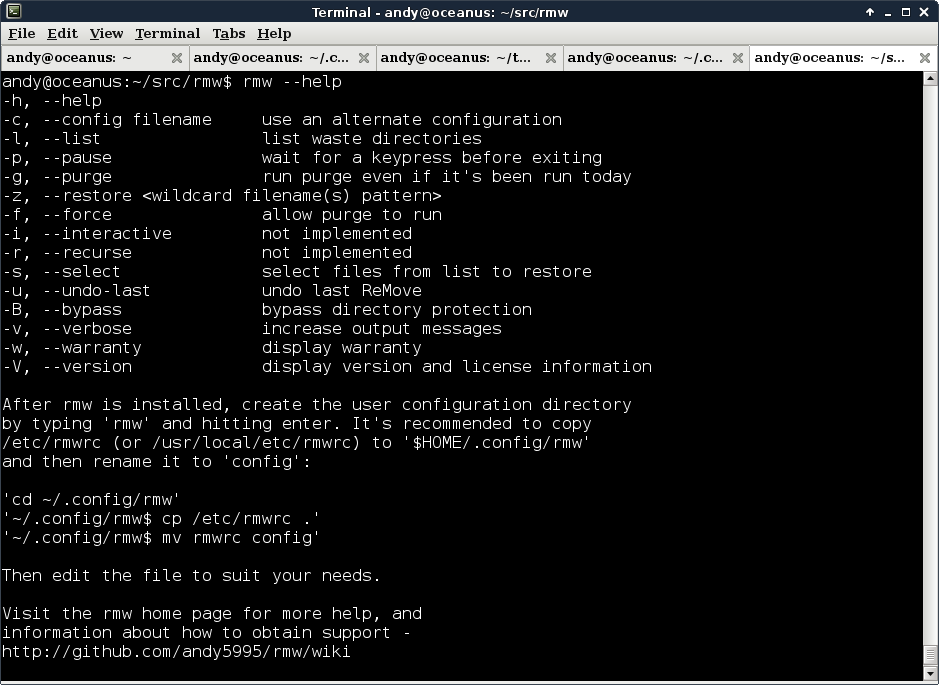 Terminal - andy@oceanus: ~/src/rmw
File Edit View Terminal Tabs Help
andy@oceanus: ~ andy@oceanus: ~/.c... andy@oceanus: ~/t... andy@oceanus: ~/.c... andy@oceanus: ~/s...
andy@oceanus:~/src/rmw$ rmw --help
-h, --help
-c, --config filename     use an alternate configuration
-l, --list                list waste directories
-p, --pause               wait for a keypress before exiting
-g, --purge               run purge even if it's been run today
-z, --restore <wildcard filename(s) pattern>
-f, --force               allow purge to run
-i, --interactive         not implemented
-r, --recurse             not implemented
-s, --select              select files from list to restore
-u, --undo-last           undo last ReMove
-B, --bypass              bypass directory protection
-v, --verbose             increase output messages
-w, --warranty            display warranty
-V, --version             display version and license information
After rmw is installed, create the user configuration directory
by typing 'rmw' and hitting enter. It's recommended to copy
/etc/rmwrc (or /usr/local/etc/rmwrc) to '$HOME/.config/rmw'
and then rename it to 'config':
'cd ~/.config/rmw'
'~/.config/rmw$ cp /etc/rmwrc .'
'~/.config/rmw$ mv rmwrc config'
Then edit the file to suit your needs.
Visit the rmw home page for more help, and
information about how to obtain support -
http://github.com/andy5995/rmw/wiki